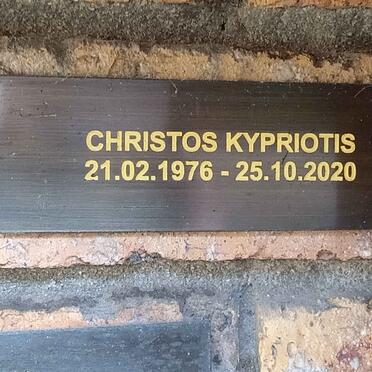 CHRISTOS KYPRIOTIS
21.02.1976 - 25.10.2020